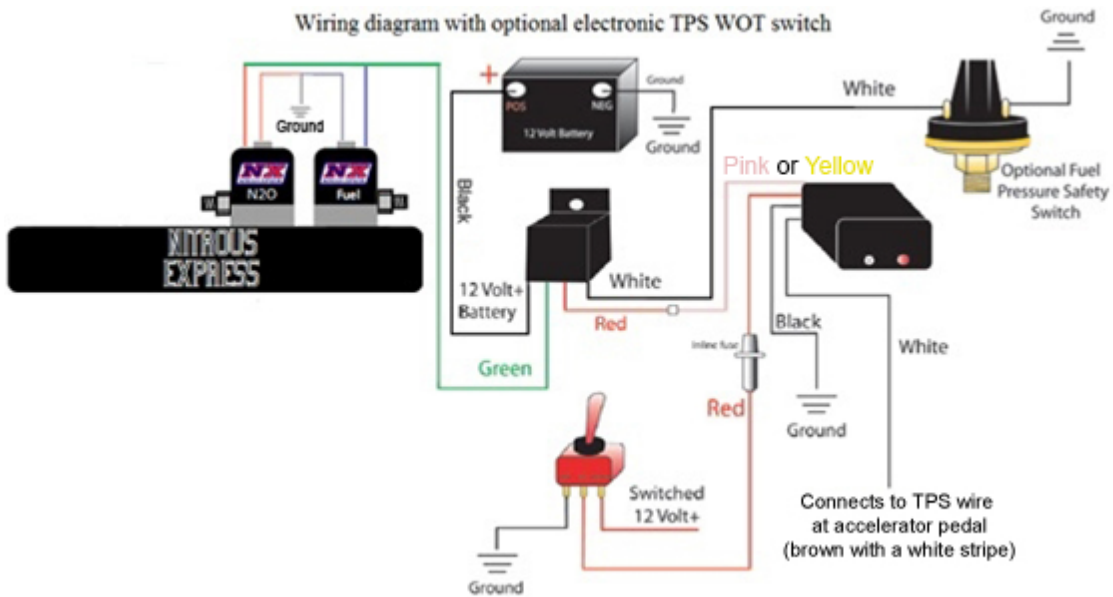 Wiring diagram with optional electronic TPS WOT switch
Ground
+
Ground
White
POS
NEG
12 Volt Battery
Ground
Ground
NX
N2O
NX
Fuel
Pink or Yellow
Optional Fuel
Pressure Safety
Switch
Black
NITROUS
EXPRESS
White
12 Volt+
Battery
Red
Black
Inline fuse
White
Green
Red
Ground
Switched
12 Volt+
Connects to TPS wire
at accelerator pedal
(brown with a white stripe)
Ground